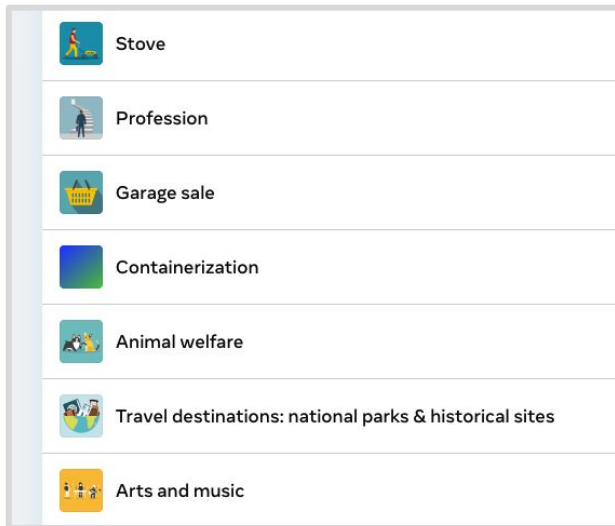 Stove
Profession
Garage sale
Containerization
Animal welfare
Travel destinations: national parks & historical sites
Arts and music